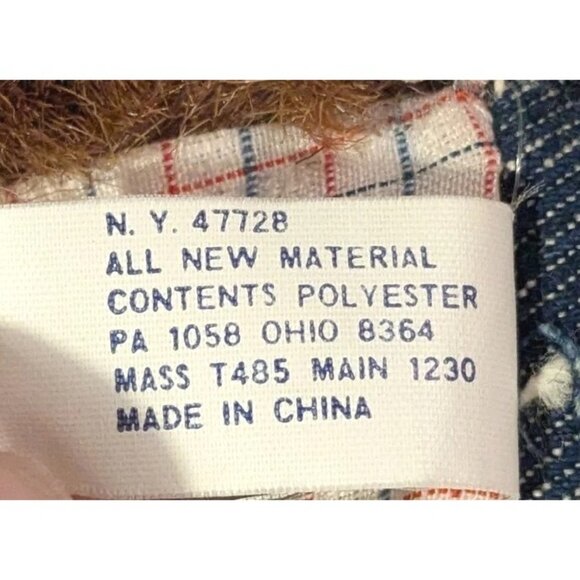 N. Y. 47728
ALL NEW MATERIAL
CONTENTS POLYESTER
PA 1058 OHIO 8364
MASS T485 MAIN 1230
MADE IN CHINA